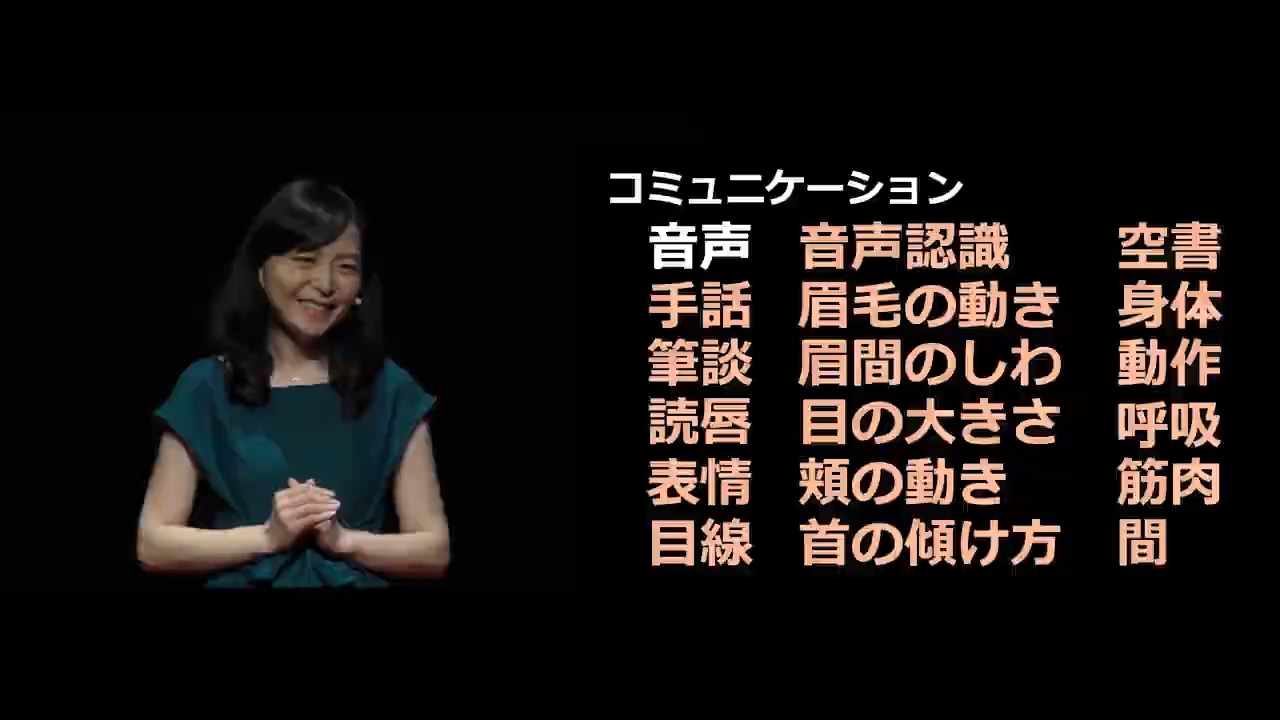 コミュニケーション
音声 音声認識 空書
手話 眉毛の動き 身体
筆談 眉間のしわ 動作
読唇 目の大きさ 呼吸
表情 頬の動き 筋肉
目線 首の傾け方 間